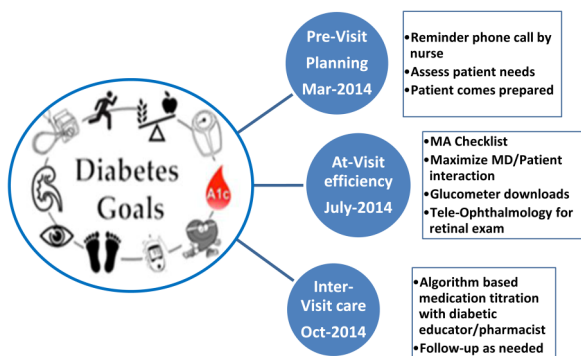 Diabetes
Goals
A1c
Pre-Visit
Planning
Mar-2014
•Reminder phone call by
nurse
•Assess patient needs
•Patient comes prepared
At-Visit
efficiency
July-2014
•MA Checklist
•Maximize MD/Patient
interaction
•Glucometer downloads
•Tele-Ophthalmology for
retinal exam
Inter-
Visit care
Oct-2014
•Algorithm based
medication titration
with diabetic
educator/pharmacist
•Follow-up as needed